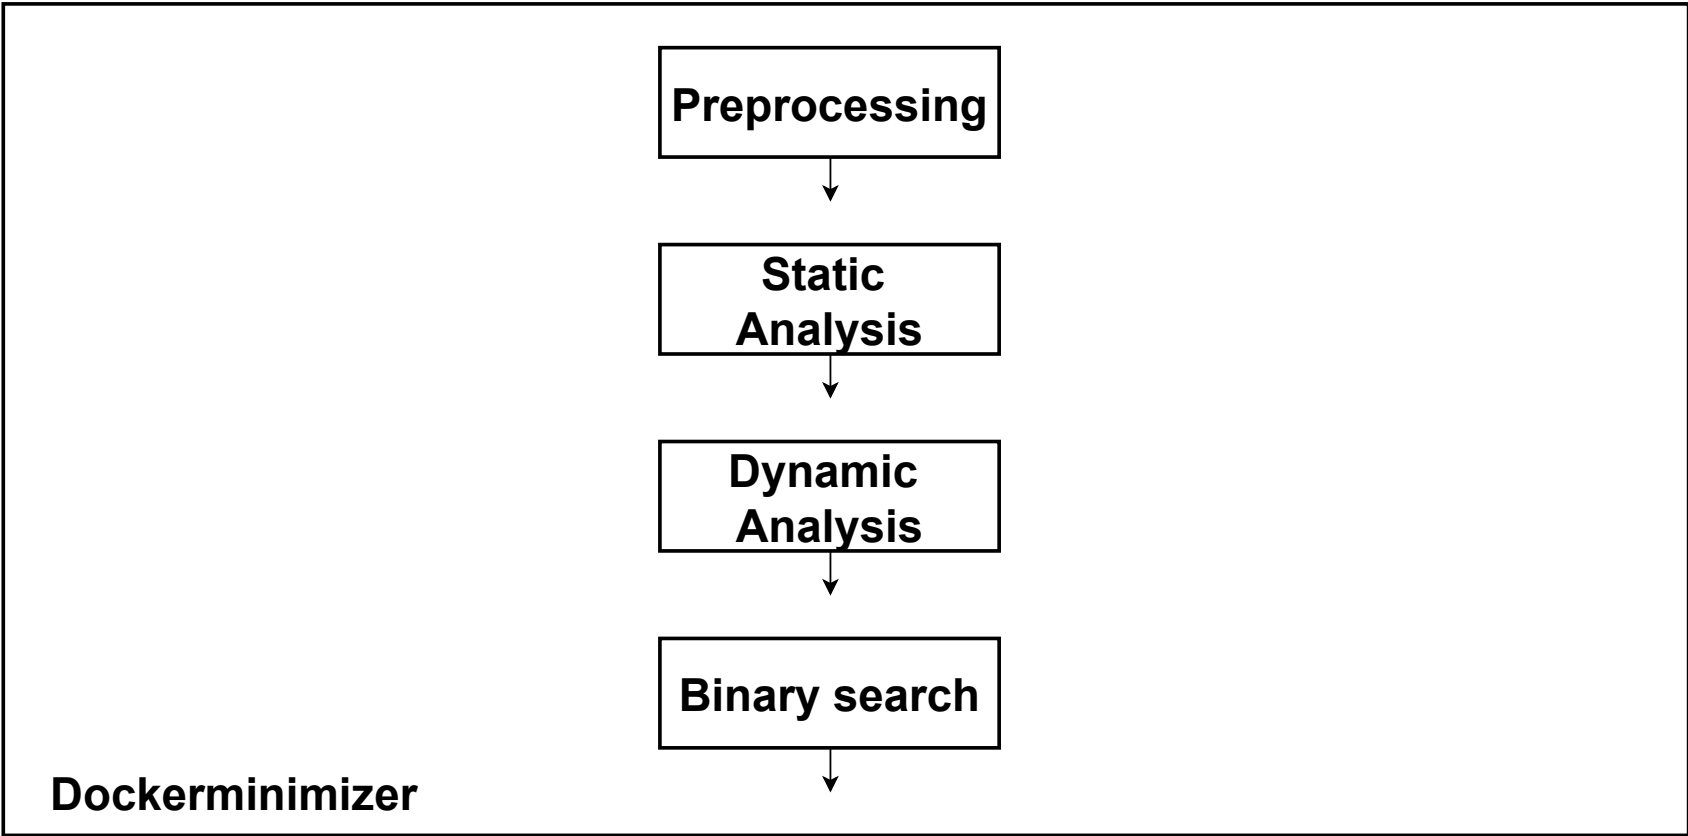 Preprocessing
Static
Analysis
Dynamic
Analysis
Binary search
Dockerminimizer